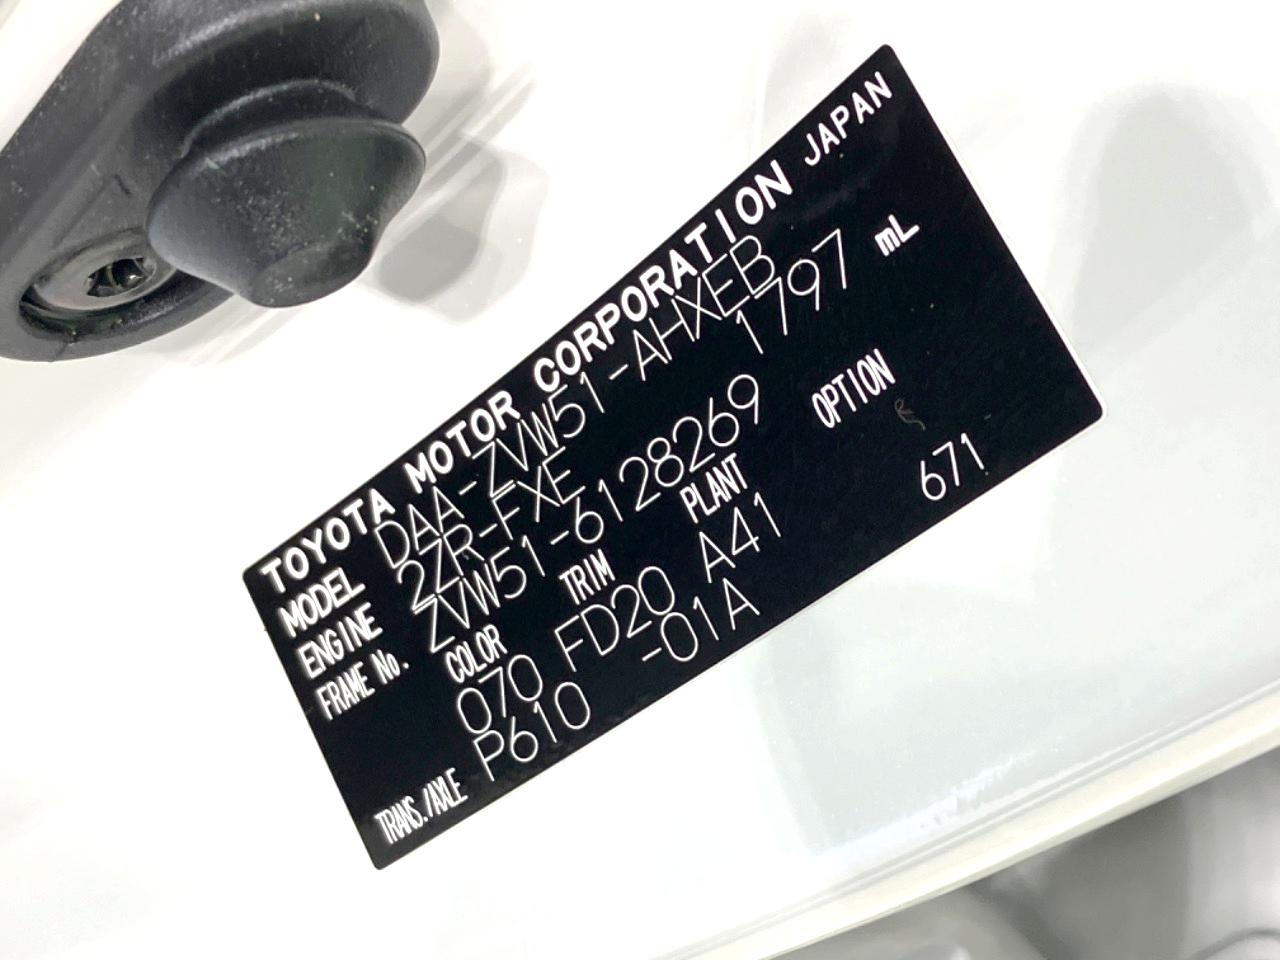 TOYOTA MOTOR CORPORATION JAPAN
MODEL DAA-ZVW51-AHXEB
ENGINE 2ZR-FXE 1797 mL
FRAME No. ZVW51-6128269
COLOR TRIM PLANT OPTION
070 FD20 A41 671
TRANS./AXLE P610 -01A